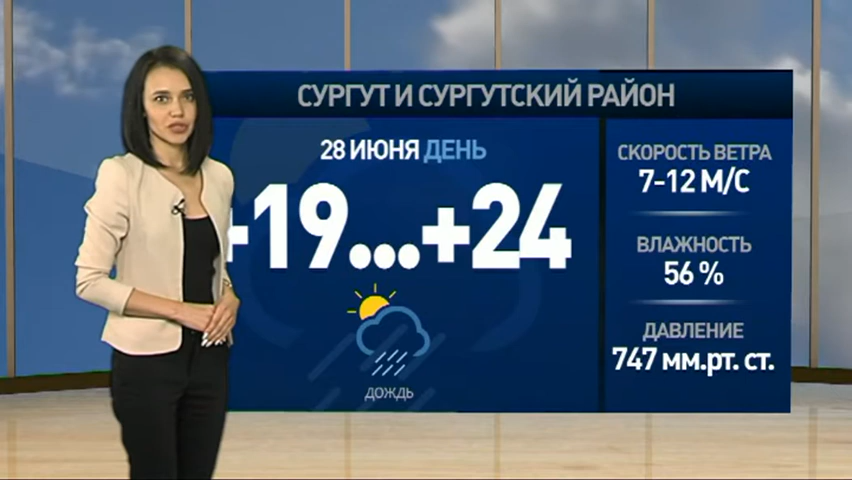 СУРГУТ И СУРГУТСКИЙ РАЙОН
28 ИЮНЯ ДЕНЬ
+19...+24
ДОЖДЬ
СКОРОСТЬ ВЕТРА
7-12 М/С
ВЛАЖНОСТЬ
56 %
ДАВЛЕНИЕ
747 мм.рт. ст.